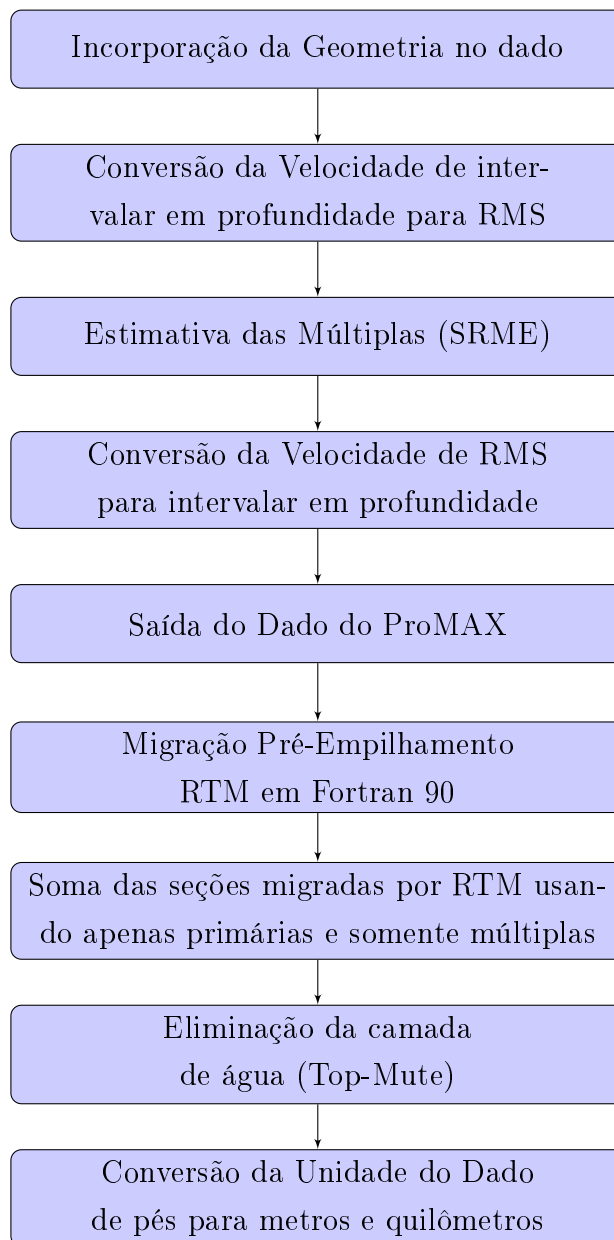 Incorporação da Geometria no dado
Conversão da Velocidade de inter-
valar em profundidade para RMS
Estimativa das Múltiplas (SRME)
Conversão da Velocidade de RMS
para intervalar em profundidade
Saída do Dado do ProMAX
Migração Pré-Empilhamento
RTM em Fortran 90
Soma das seções migradas por RTM usan-
do apenas primárias e somente múltiplas
Eliminação da camada
de água (Top-Mute)
Conversão da Unidade do Dado
de pés para metros e quilômetros